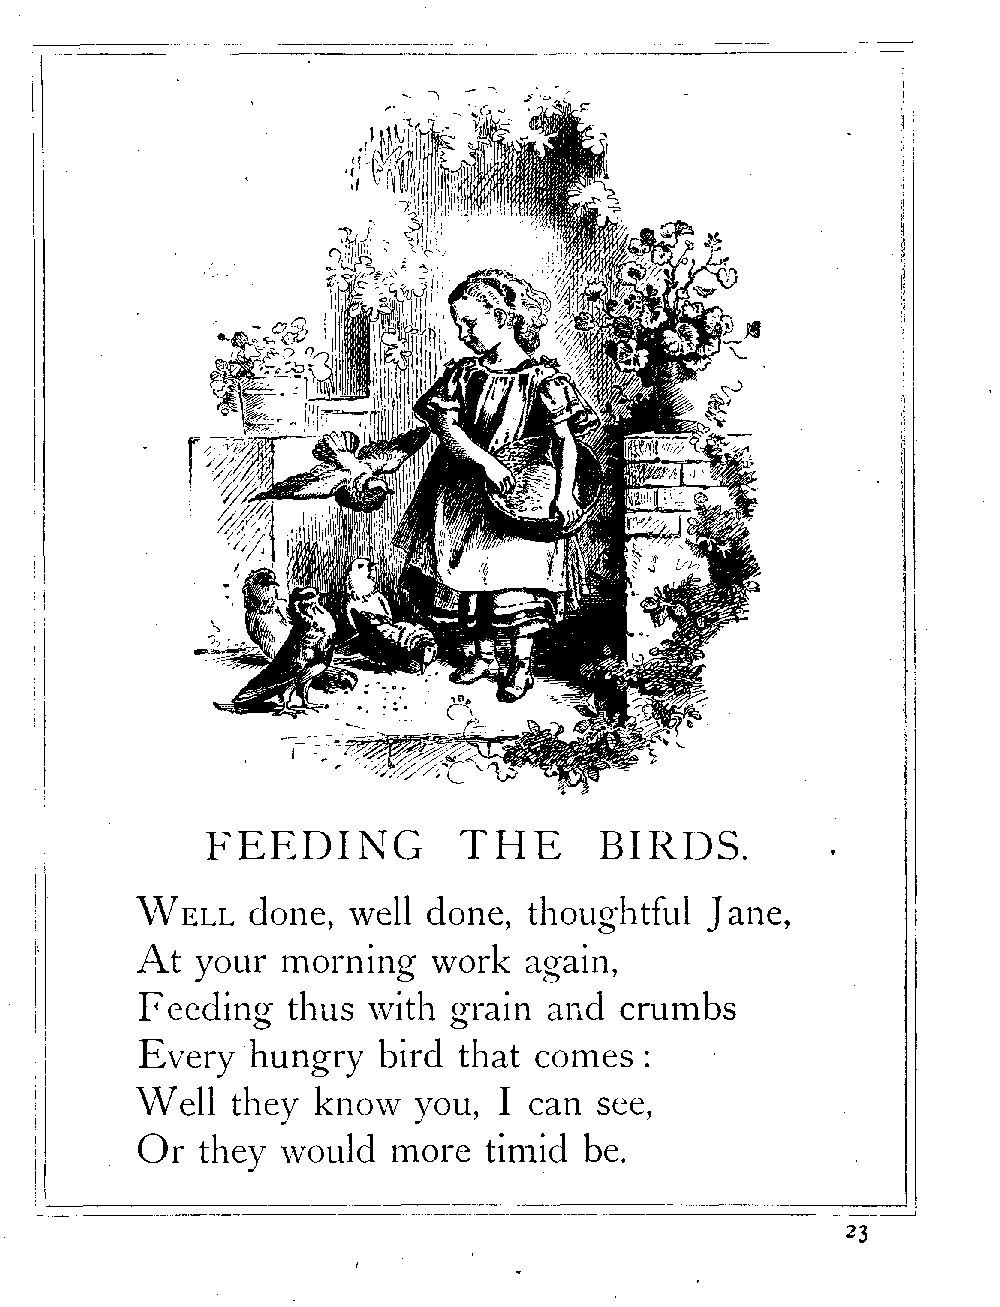 FEEDING THE BIRDS.
WELL done, well done, thoughtful Jane,
At your morning work again,
Feeding thus with grain and crumbs
Every hungry bird that comes :
Well they know you, I can see,
Or they would more timid be.
23